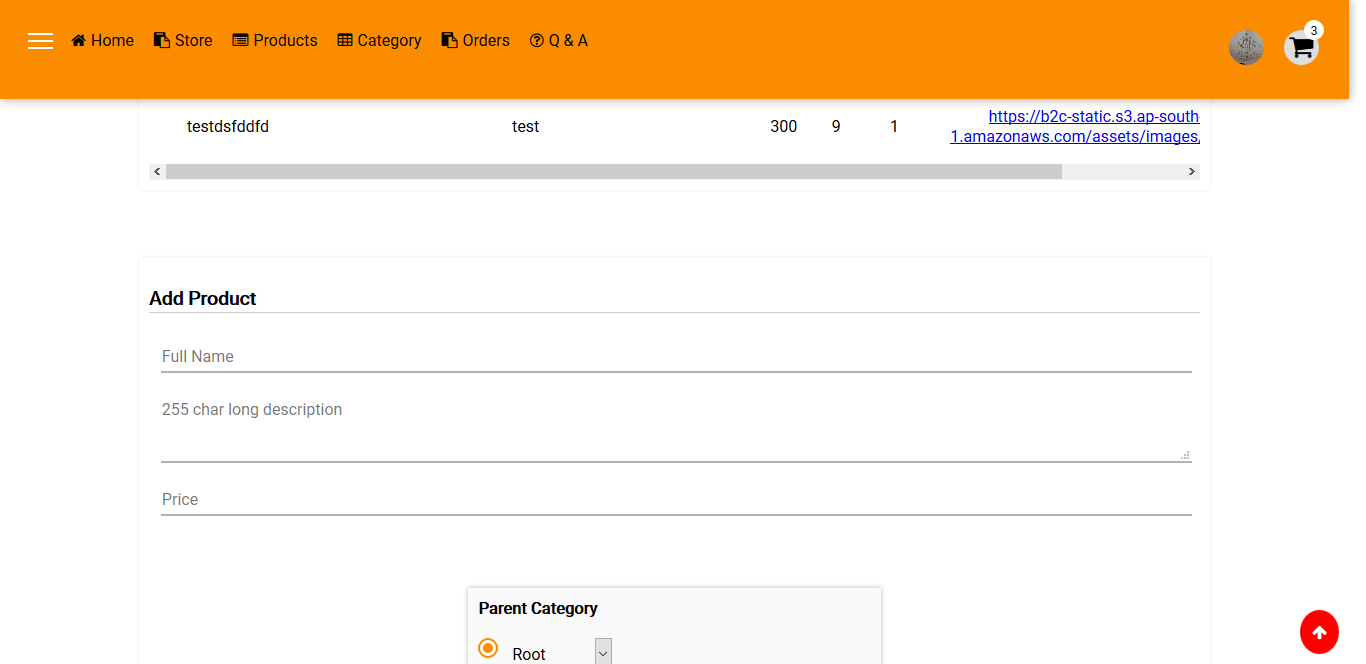 Home Store Products Category Orders Q & A 3
testdsfddfd test 300 9 1 https://b2c-static.s3.ap-south-
1.amazonaws.com/assets/images/
Add Product
Full Name
255 char long description
Price
Parent Category
Root